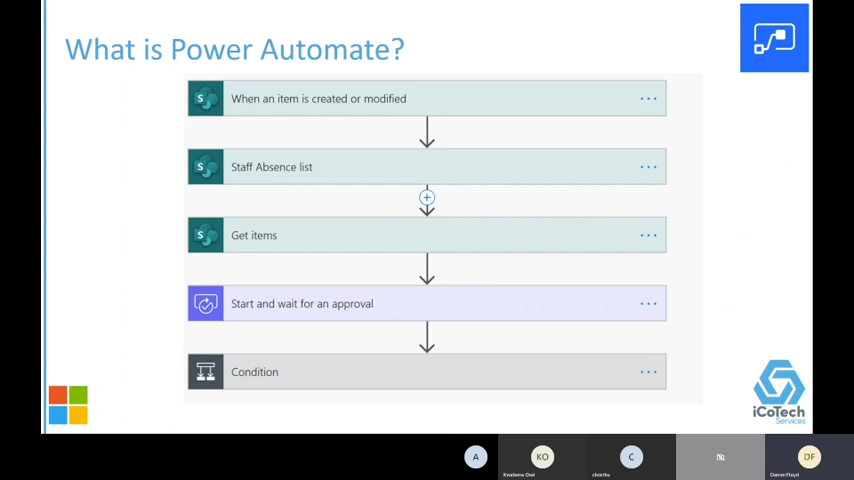 What is Power Automate?
S When an item is created or modified ...
S Staff Absence list ...
S Get items ...
Start and wait for an approval ...
Condition ...
iCoTech
Services
A KO C DF
Kwabena Osei christhu Darren Floyd